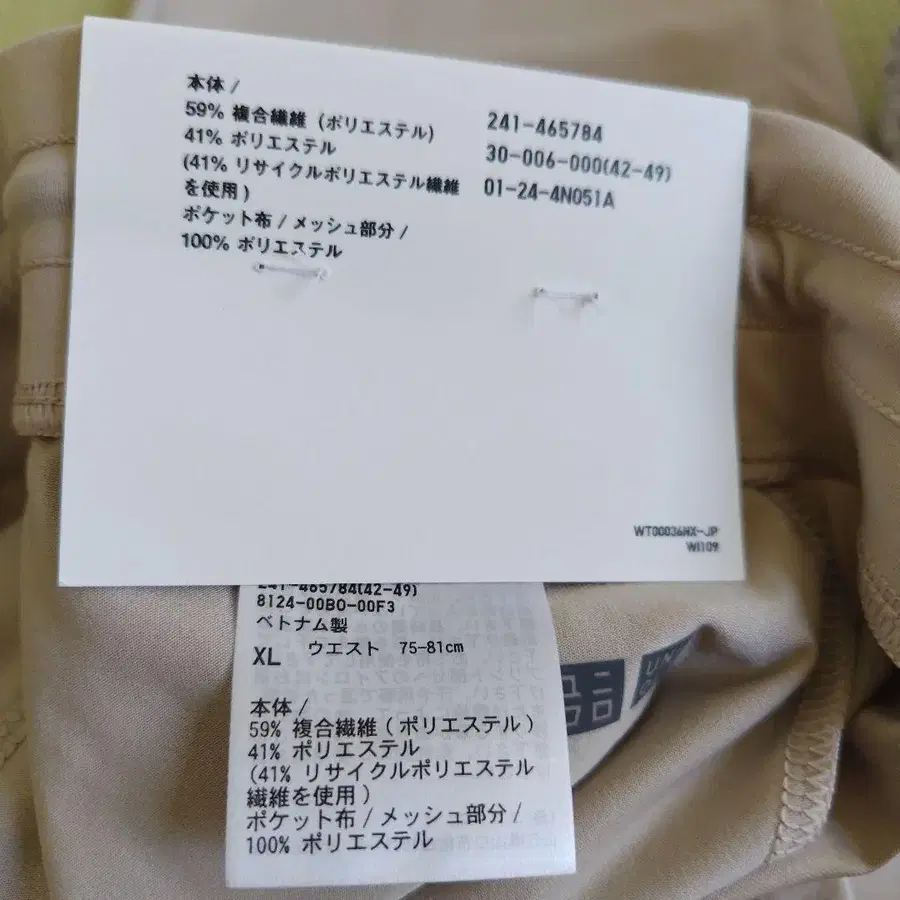 本体 /
59% 複合繊維 (ポリエステル)
41% ポリエステル
(41% リサイクルポリエステル繊維
を使用)
ポケット布 / メッシュ部分 /
100% ポリエステル
241-465784
30-006-000(42-49)
01-24-4N051A
WT00036NX-JP
WI109
241-465784(42-49)
8124-00B0-00F3
ベトナム製
XL ウエスト 75-81cm
本体 /
59% 複合繊維 (ポリエステル)
41% ポリエステル
(41% リサイクルポリエステル
繊維を使用)
ポケット布 / メッシュ部分 /
100% ポリエステル
ユニ
クロ
UNI